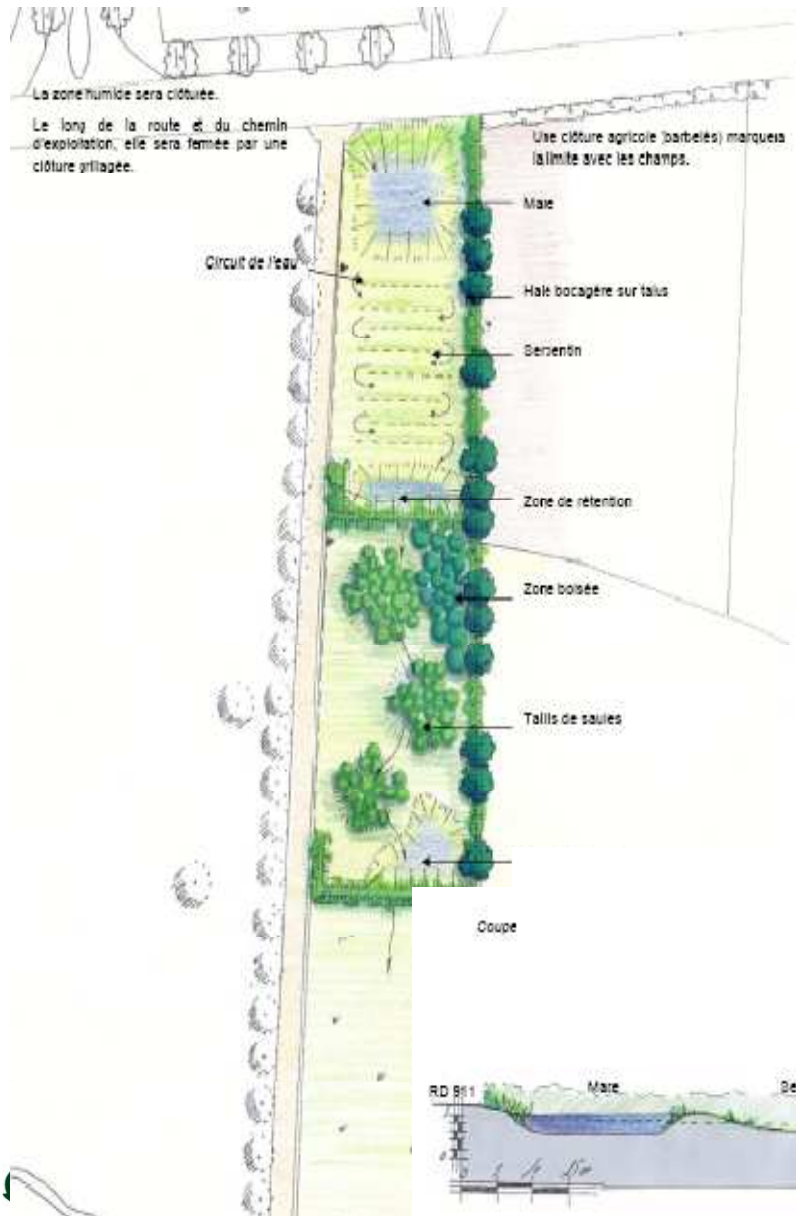 La zone humide sera clôturée.
Le long de la route et du chemin
d'exploitation, elle sera fermée par une
clôture grillagée.
Une clôture agricole (barbelés) marquera
la limite avec les champs.
Mare
Circuit de l'eau
Haie bocagère sur talus
Serpentin
Zone de rétention
Zone boisée
Taillis de saules
Coupe
RD 911
Mare
Se
0